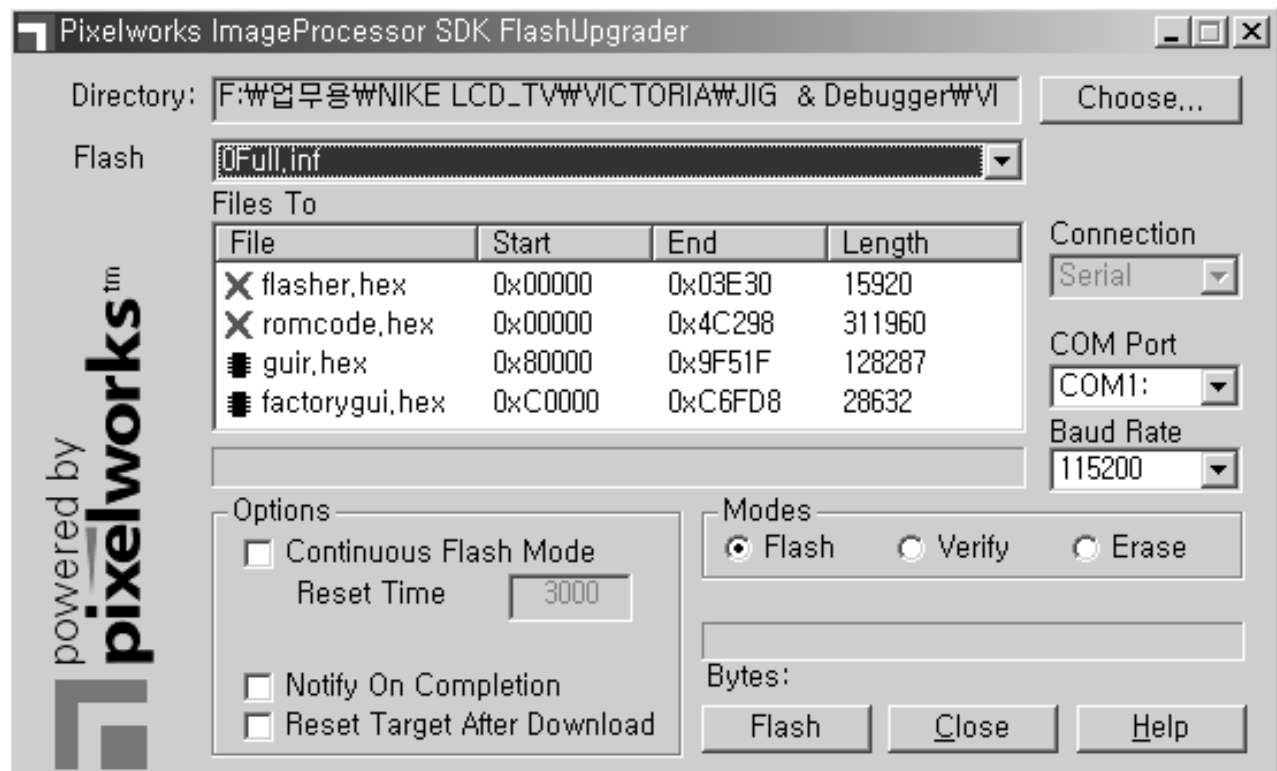 Pixelworks ImageProcessor SDK FlashUpgrader
Directory: F:₩업무용₩NIKE LCD_TV₩VICTORIA₩JIG & Debugger₩VI Choose...
Flash 0Full.inf
Files To
File Start End Length
flasher.hex 0x00000 0x03E30 15920
romcode.hex 0x00000 0x4C298 311960
guir.hex 0x80000 0x9F51F 128287
factorygui.hex 0xC0000 0xC6FD8 28632
Connection
Serial
COM Port
COM1:
Baud Rate
115200
powered by
pixelworks tm
Options
Continuous Flash Mode
Reset Time 3000
Notify On Completion
Reset Target After Download
Modes
Flash Verify Erase
Bytes:
Flash Close Help